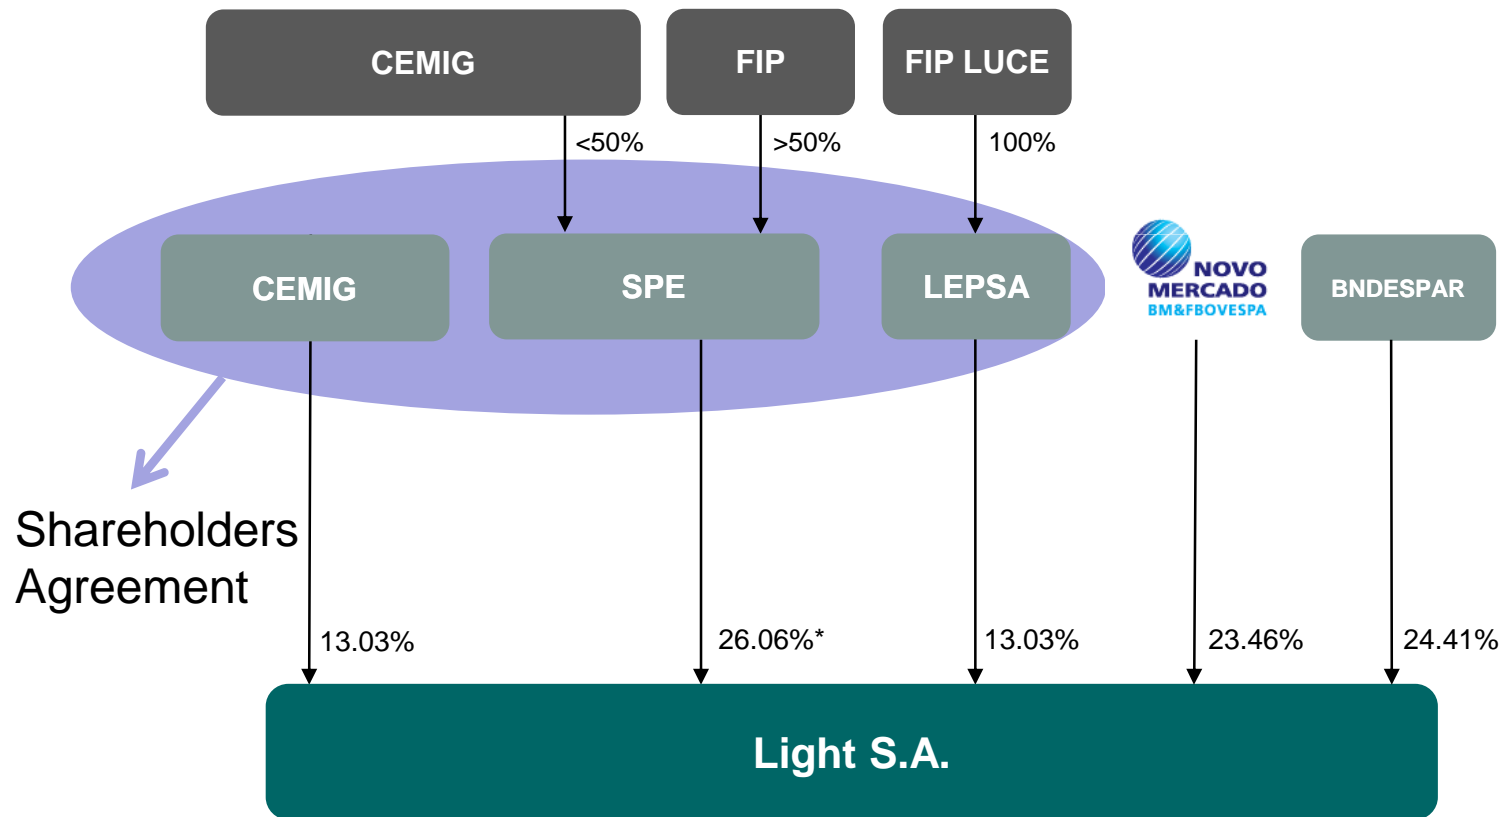 CEMIG
FIP
FIP LUCE
<50%
>50%
100%
CEMIG
SPE
LEPSA
NOVO
MERCADO
BM&FBOVESPA
BNDESPAR
Shareholders
Agreement
13.03%
26.06%*
13.03%
23.46%
24.41%
Light S.A.